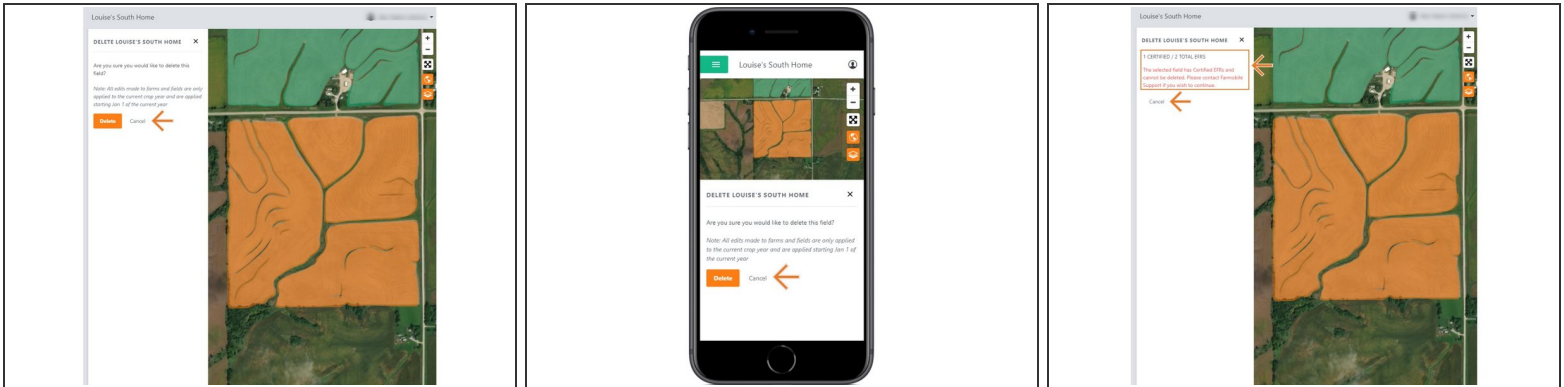 Louise's South Home
DELETE LOUISE'S SOUTH HOME ×
Are you sure you would like to delete this
field?
Note: All edits made to farms and fields are only
applied to the current crop year and are applied
starting Jan 1 of the current year
Delete Cancel
+
−
Louise's South Home
+
−
DELETE LOUISE'S SOUTH HOME ×
Are you sure you would like to delete this field?
Note: All edits made to farms and fields are only applied
to the current crop year and are applied starting Jan 1 of
the current year
Delete Cancel
Louise's South Home
DELETE LOUISE'S SOUTH HOME ×
1 CERTIFIED / 2 TOTAL EFRS
The selected field has Certified EFRs and
cannot be deleted. Please contact Farmobile
Support if you wish to continue.
Cancel
+
−